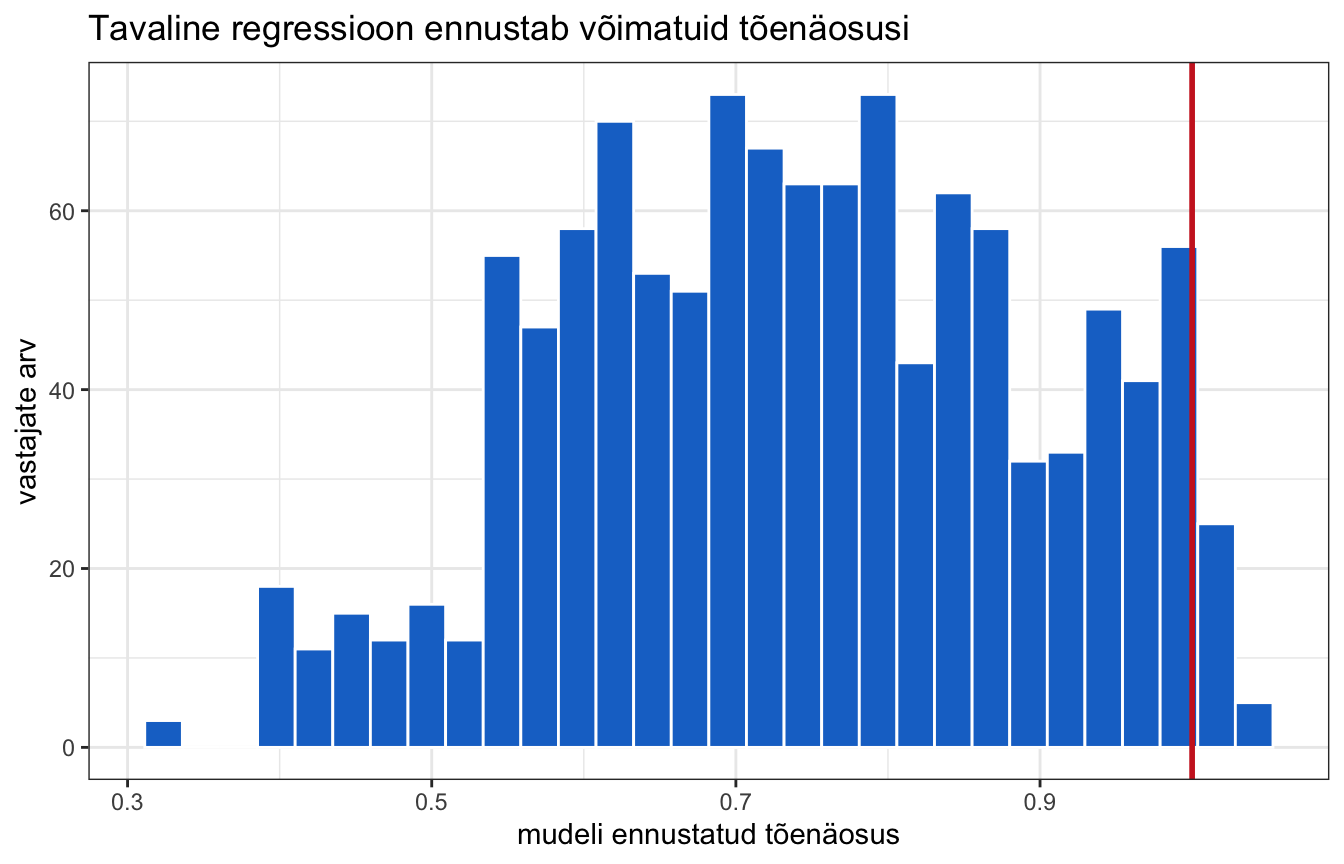 Tavaline regressioon ennustab võimatuid tõenäosusi
vastajate arv
60
40
20
0
0.3
0.5
0.7
0.9
mudeli ennustatud tõenäosus